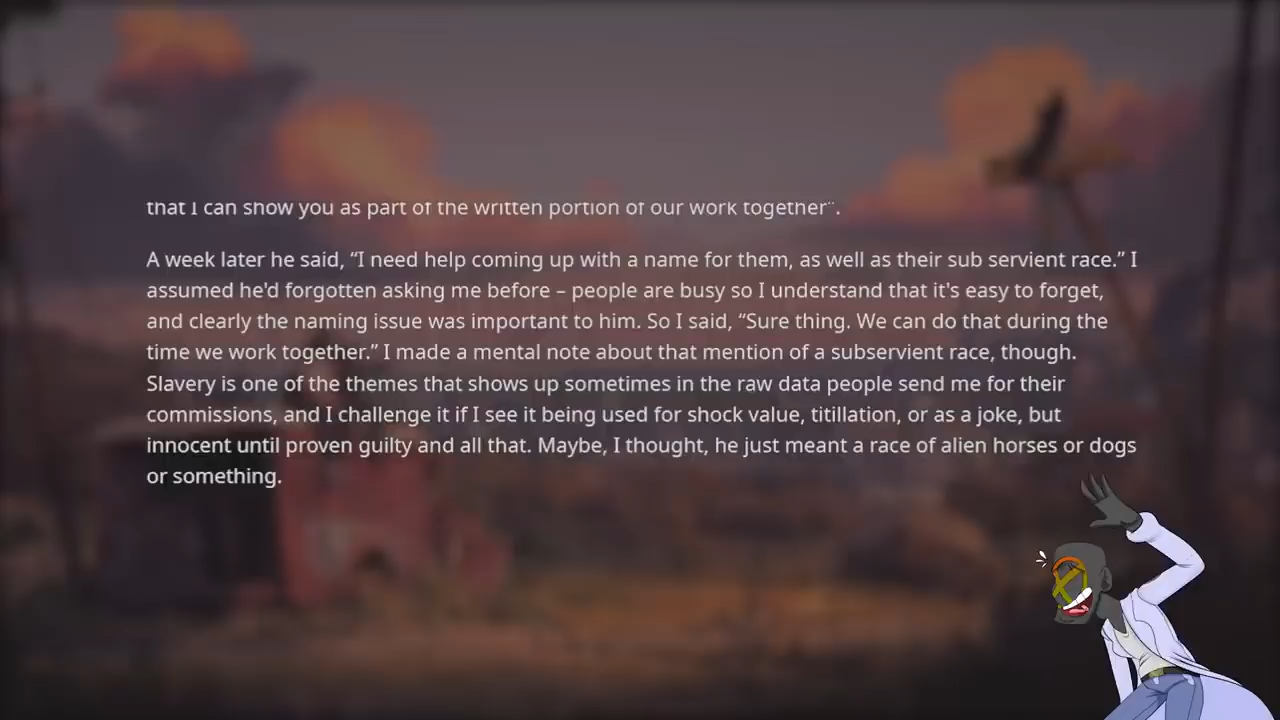 that I can show you as part of the written portion of our work together”.
A week later he said, “I need help coming up with a name for them, as well as their sub servient race.” I
assumed he'd forgotten asking me before – people are busy so I understand that it's easy to forget,
and clearly the naming issue was important to him. So I said, “Sure thing. We can do that during the
time we work together.” I made a mental note about that mention of a subservient race, though.
Slavery is one of the themes that shows up sometimes in the raw data people send me for their
commissions, and I challenge it if I see it being used for shock value, titillation, or as a joke, but
innocent until proven guilty and all that. Maybe, I thought, he just meant a race of alien horses or dogs
or something.